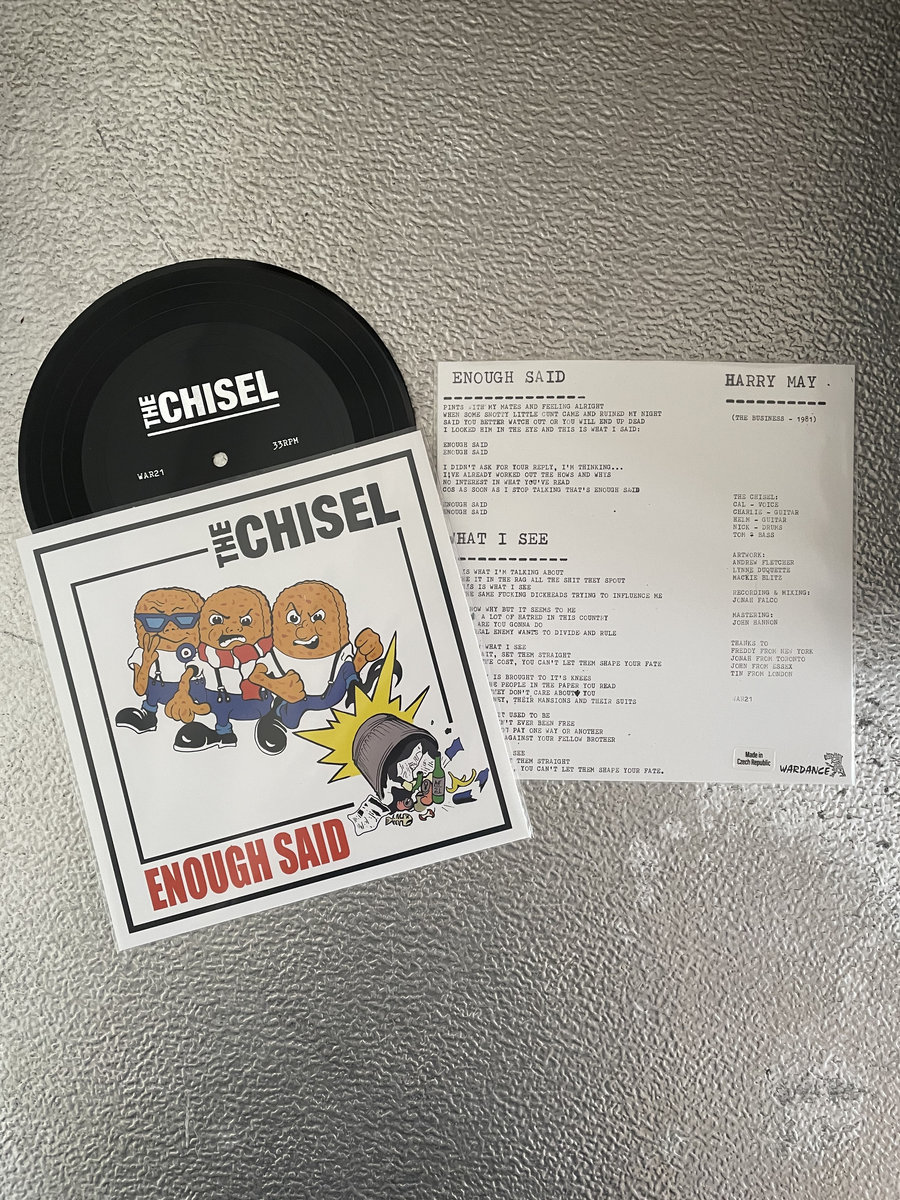 THE CHISEL
WAR21
33RPM
THE CHISEL
ENOUGH SAID
ENOUGH SAID
PINTS WITH MY MATES AND FEELING ALRIGHT
WHEN SOME SNOTTY LITTLE CUNT CAME AND RUINED MY NIGHT
SAID YOU BETTER WATCH OUT OR YOU WILL END UP DEAD
I LOOKED HIM IN THE EYE AND THIS IS WHAT I SAID:
ENOUGH SAID
ENOUGH SAID
I DIDN'T ASK FOR YOUR REPLY, I'M THINKING...
I'VE ALREADY WORKED OUT THE HOWS AND WHYS
NO INTEREST IN WHAT YOU'VE READ
COS AS SOON AS I STOP TALKING THAT'S ENOUGH SAID
ENOUGH SAID
ENOUGH SAID
WHAT I SEE
IS WHAT I'M TALKING ABOUT
IT IN THE RAG ALL THE SHIT THEY SPOUT
IS WHAT I SEE
SAME FUCKING DICKHEADS TRYING TO INFLUENCE ME
WHY BUT IT SEEMS TO ME
A LOT OF HATRED IN THIS COUNTRY
ARE YOU GONNA DO
ENEMY WANTS TO DIVIDE AND RULE
WHAT I SEE
SET THEM STRAIGHT
COST, YOU CAN'T LET THEM SHAPE YOUR FATE
IS BROUGHT TO IT'S KNEES
PEOPLE IN THE PAPER YOU READ
DON'T CARE ABOUT YOU
THEIR MANSIONS AND THEIR SUITS
USED TO BE
EVER BEEN FREE
PAY ONE WAY OR ANOTHER
AGAINST YOUR FELLOW BROTHER
SEE
THEM STRAIGHT
YOU CAN'T LET THEM SHAPE YOUR FATE.
HARRY MAY
(THE BUSINESS - 1981)
THE CHISEL:
CAL - VOICE
CHARLIE - GUITAR
HELM - GUITAR
NICK - DRUMS
TOM - BASS
ARTWORK:
ANDREW FLETCHER
LYNNE DUQUETTE
MACKIE BLITZ
RECORDING & MIXING:
JONAH FALCO
MASTERING:
JOHN HANNON
THANKS TO
FREDDY FROM NEW YORK
JONAH FROM TORONTO
JOHN FROM ESSEX
TIN FROM LONDON
WAR21
Made in
Czech Republic
WARDANCE